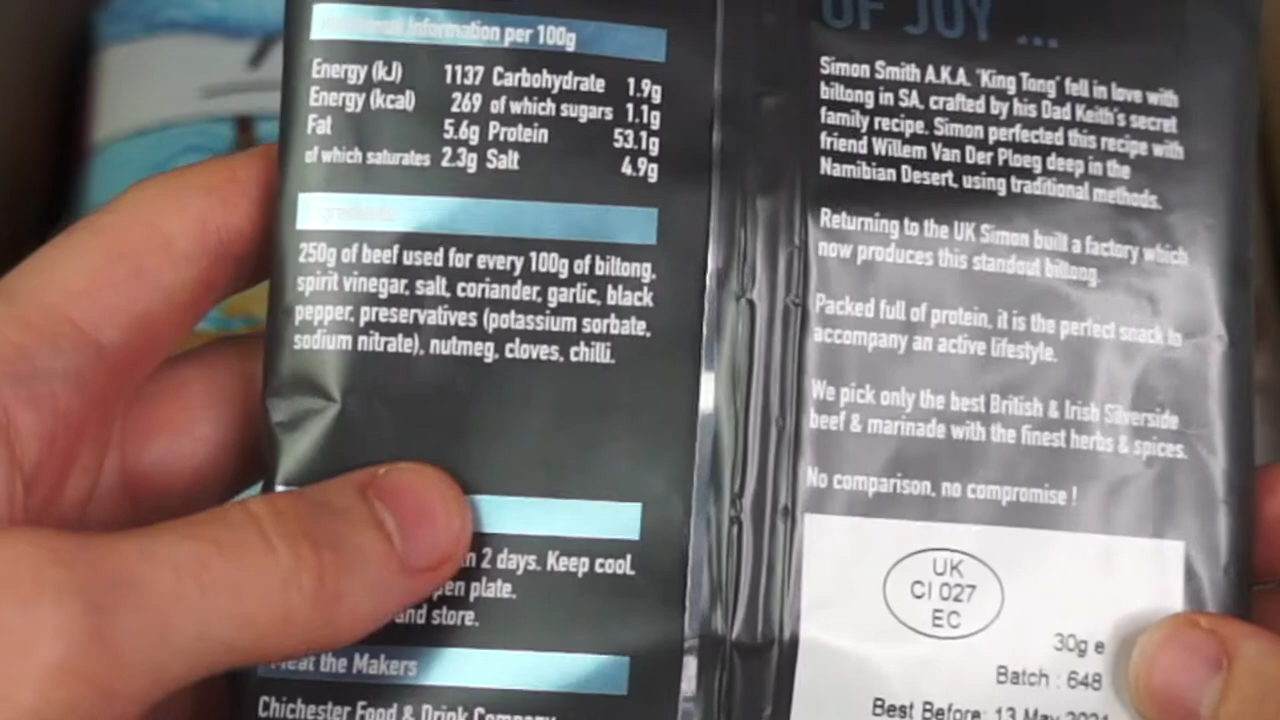 Information per 100g
Energy (kJ) 1137 Carbohydrate 1.9g
Energy (kcal) 269 of which sugars 1.1g
Fat 5.6g Protein 53.1g
of which saturates 2.3g Salt 4.9g
250g of beef used for every 100g of biltong,
spirit vinegar, salt, coriander, garlic, black
pepper, preservatives (potassium sorbate,
sodium nitrate), nutmeg, cloves, chilli.
2 days. Keep cool.
plate.
and store.
Meat the Makers
Chichester Food & Drink Company
OF JOY ...
Simon Smith A.K.A. 'King Tong' fell in love with
biltong in SA, crafted by his Dad Keith's secret
family recipe. Simon perfected this recipe with
friend Willem Van Der Ploeg deep in the
Namibian Desert, using traditional methods.
Returning to the UK Simon built a factory which
now produces this standout biltong.
Packed full of protein, it is the perfect snack to
accompany an active lifestyle.
We pick only the best British & Irish Silverside
beef & marinade with the finest herbs & spices.
No comparison, no compromise !
UK
CI 027
EC
30g e
Batch : 648
Best Before: 13 May